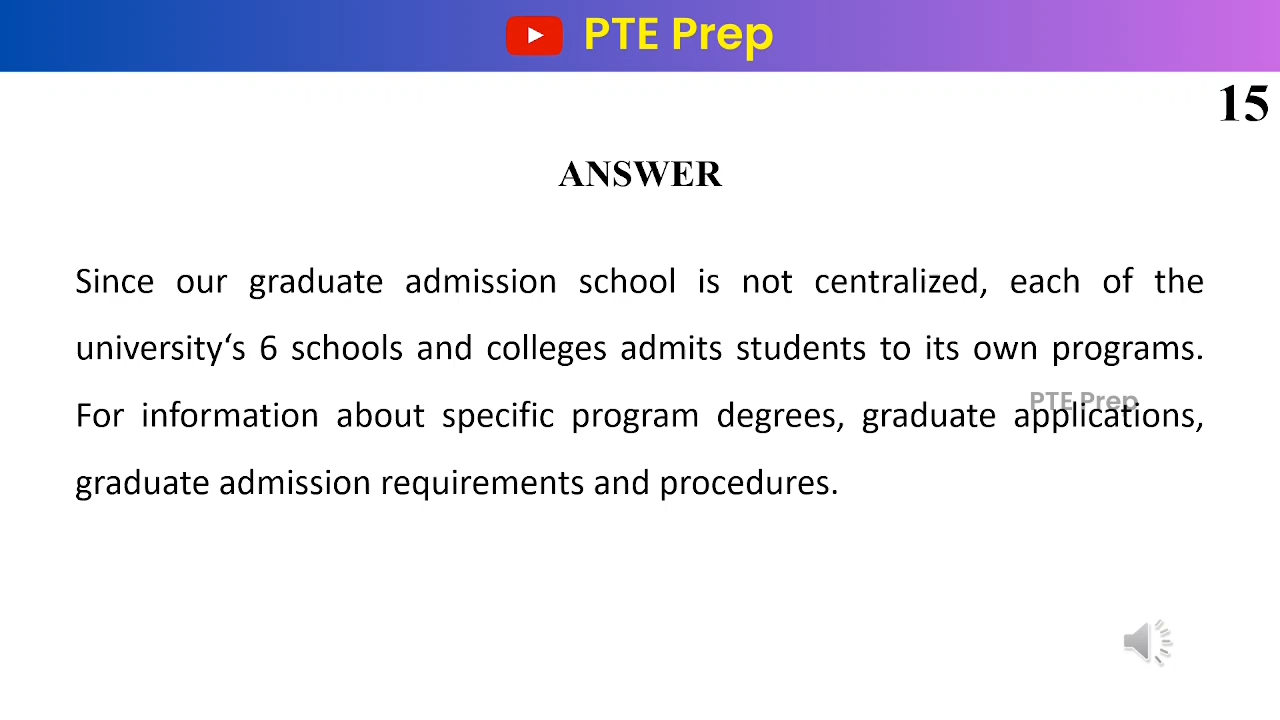 PTE Prep
15
ANSWER
Since our graduate admission school is not centralized, each of the
university‘s 6 schools and colleges admits students to its own programs.
For information about specific program degrees, graduate applications,
PTE Prep
graduate admission requirements and procedures.